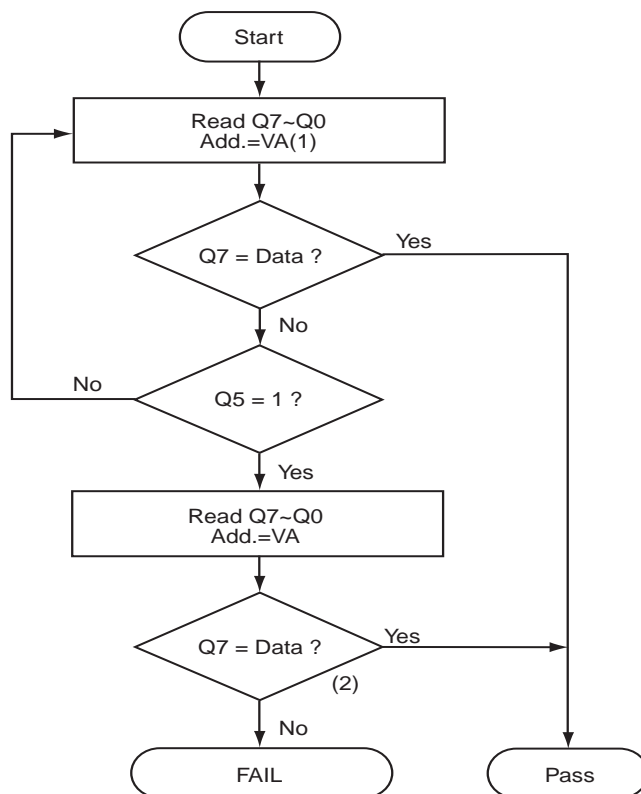 Start
Read Q7~Q0
Add.=VA(1)
Q7 = Data ?
Yes
No
No
Q5 = 1 ?
Yes
Read Q7~Q0
Add.=VA
Q7 = Data ?
Yes
(2)
No
FAIL
Pass